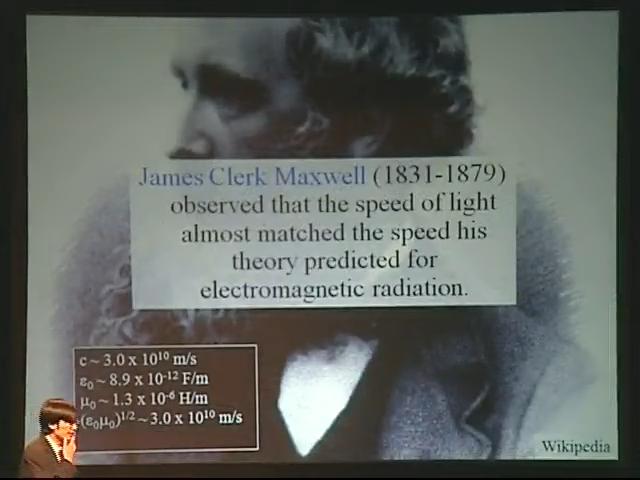 James Clerk Maxwell (1831-1879)
observed that the speed of light
almost matched the speed his
theory predicted for
electromagnetic radiation.
c ~ 3.0 x 10¹⁰ m/s
ε₀ ~ 8.9 x 10⁻¹² F/m
μ₀ ~ 1.3 x 10⁻⁶ H/m
(ε₀μ₀)¹ᐟ² ~ 3.0 x 10¹⁰ m/s
Wikipedia